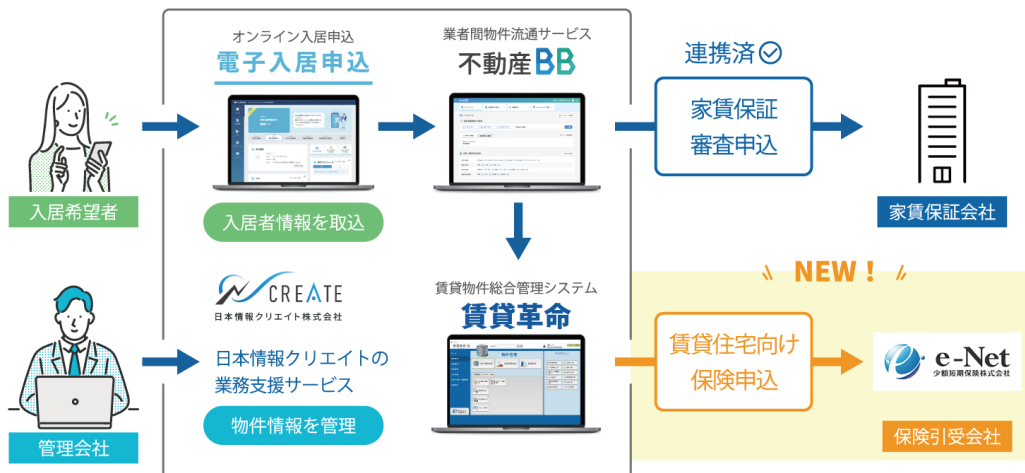 オンライン入居申込
電子入居申込
業者間物件流通サービス
不動産BB
連携済
家賃保証
審査申込
入居希望者
入居者情報を取込
家賃保証会社
NEW！
CREATE
日本情報クリエイト株式会社
賃貸物件総合管理システム
賃貸革命
日本情報クリエイトの
業務支援サービス
賃貸住宅向け
保険申込
e-Net
少額短期保険株式会社
管理会社
物件情報を管理
保険引受会社